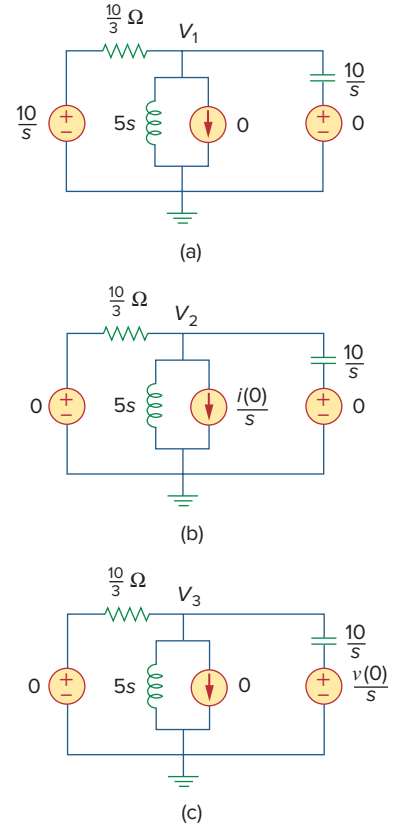 10/3 Ω
V₁
10/s
+
−
5s
0
10/s
+
−
0
(a)
10/3 Ω
V₂
0
+
−
5s
i(0)/s
10/s
+
−
0
(b)
10/3 Ω
V₃
0
+
−
5s
0
10/s
+
−
v(0)/s
(c)